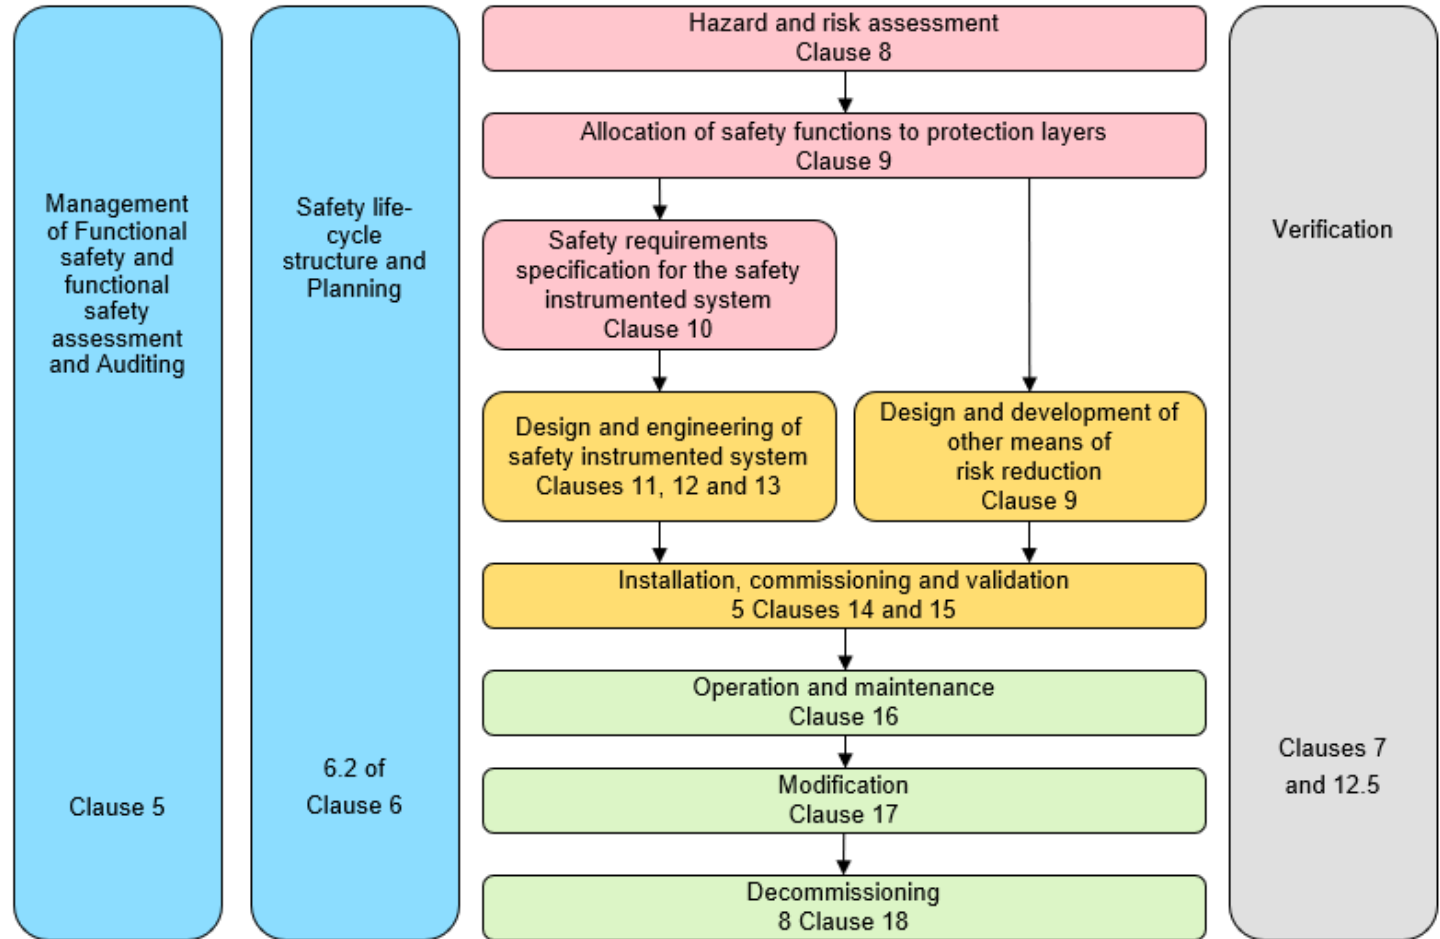 Management
of Functional
safety and
functional
safety
assessment
and Auditing
Clause 5
Safety life-
cycle
structure and
Planning
6.2 of
Clause 6
Hazard and risk assessment
Clause 8
Allocation of safety functions to protection layers
Clause 9
Safety requirements
specification for the safety
instrumented system
Clause 10
Design and engineering of
safety instrumented system
Clauses 11, 12 and 13
Design and development of
other means of
risk reduction
Clause 9
Installation, commissioning and validation
5 Clauses 14 and 15
Operation and maintenance
Clause 16
Modification
Clause 17
Decommissioning
8 Clause 18
Verification
Clauses 7
and 12.5